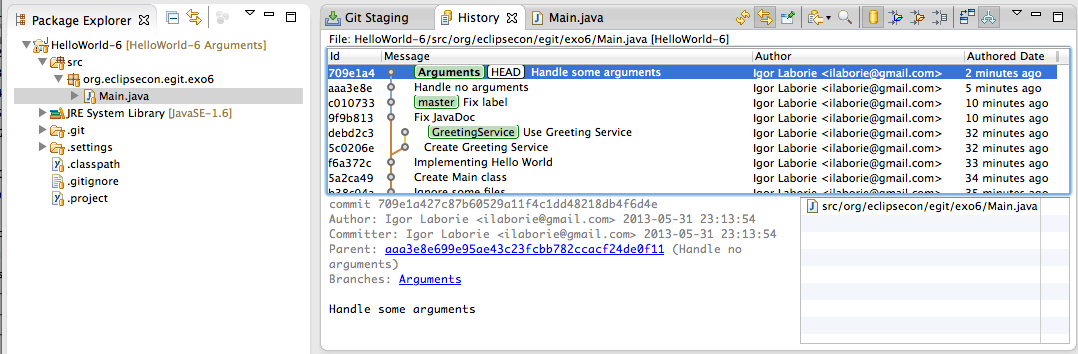 Package Explorer
HelloWorld-6 [HelloWorld-6 Arguments]
src
org.eclipsecon.egit.exo6
Main.java
JRE System Library [JavaSE-1.6]
.git
.settings
.classpath
.gitignore
.project
Git Staging History Main.java
File: HelloWorld-6/src/org/eclipsecon/egit/exo6/Main.java [HelloWorld-6]
Id Message Author Authored Date
709e1a4 Arguments HEAD Handle some arguments Igor Laborie <ilaborie@gmail.com> 2 minutes ago
aaa3e8e Handle no arguments Igor Laborie <ilaborie@gmail.com> 5 minutes ago
c010733 master Fix label Igor Laborie <ilaborie@gmail.com> 10 minutes ago
9f9b813 Fix JavaDoc Igor Laborie <ilaborie@gmail.com> 10 minutes ago
debd2c3 GreetingService Use Greeting Service Igor Laborie <ilaborie@gmail.com> 32 minutes ago
5c0206e Create Greeting Service Igor Laborie <ilaborie@gmail.com> 32 minutes ago
f6a372c Implementing Hello World Igor Laborie <ilaborie@gmail.com> 33 minutes ago
5a2ca49 Create Main class Igor Laborie <ilaborie@gmail.com> 34 minutes ago
b38c04a Ignore some files Igor Laborie <ilaborie@gmail.com> 35 minutes ago
commit 709e1a427c87b60529a11f4c1dd48218db4f6d4e
Author: Igor Laborie <ilaborie@gmail.com> 2013-05-31 23:13:54
Committer: Igor Laborie <ilaborie@gmail.com> 2013-05-31 23:13:54
Parent: aaa3e8e699e95ae43c23fcbb782ccacf24de0f11 (Handle no
arguments)
Branches: Arguments
Handle some arguments
src/org/eclipsecon/egit/exo6/Main.java